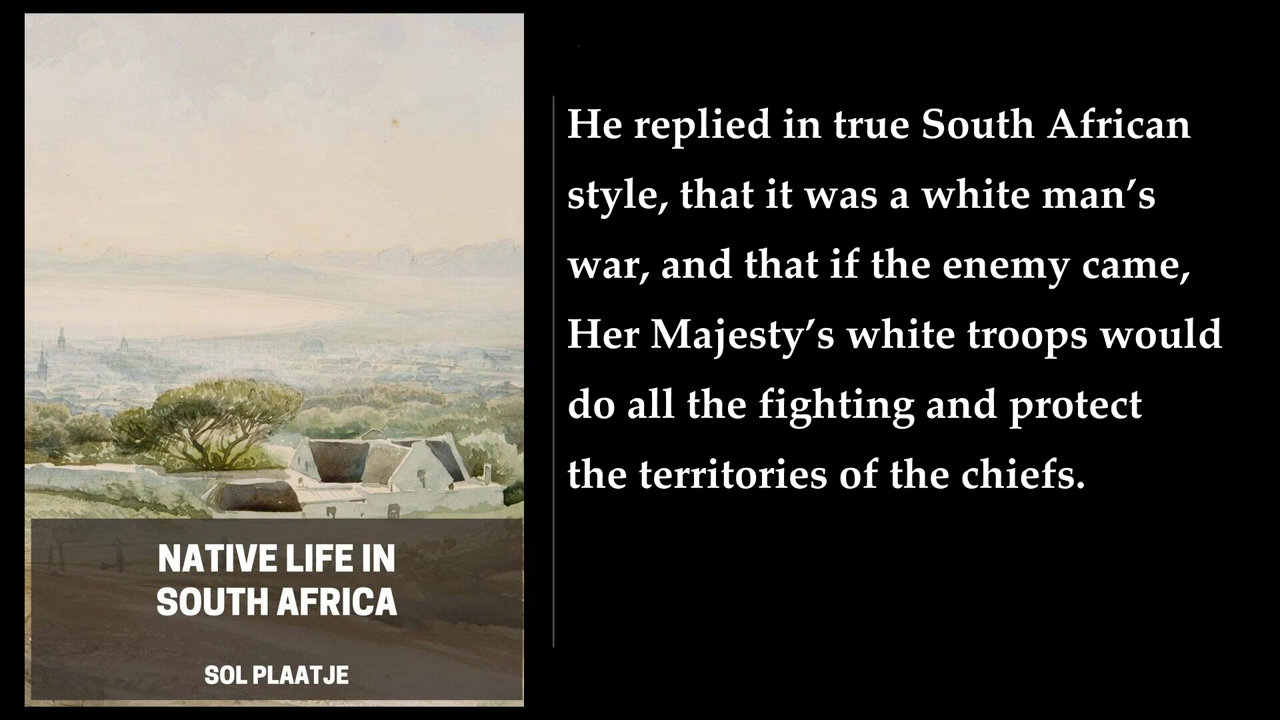 NATIVE LIFE IN
SOUTH AFRICA
SOL PLAATJE
He replied in true South African
style, that it was a white man’s
war, and that if the enemy came,
Her Majesty’s white troops would
do all the fighting and protect
the territories of the chiefs.